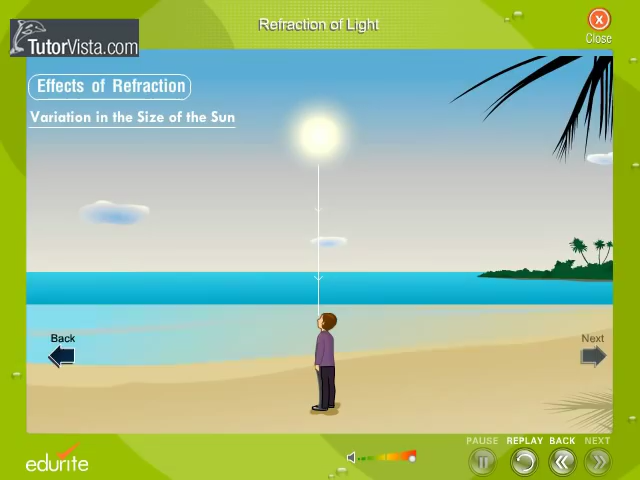 Refraction of Light
TutorVista.com
Close
Effects of Refraction
Variation in the Size of the Sun
Back
Next
PAUSE REPLAY BACK NEXT
edurite